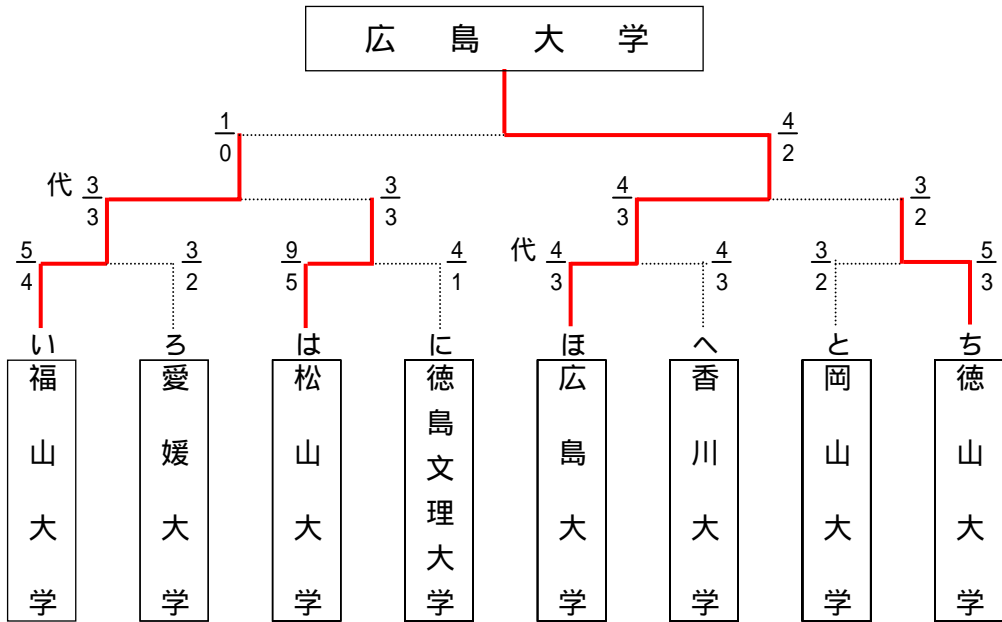 広島大学
1/0 4/2
代 3/3 3/3 4/3 3/2
5/4 3/2 9/5 4/1 代 4/3 4/3 3/2 5/3
い ろ は に ほ へ と ち
福山大学
愛媛大学
松山大学
徳島文理大学
広島大学
香川大学
岡山大学
徳山大学